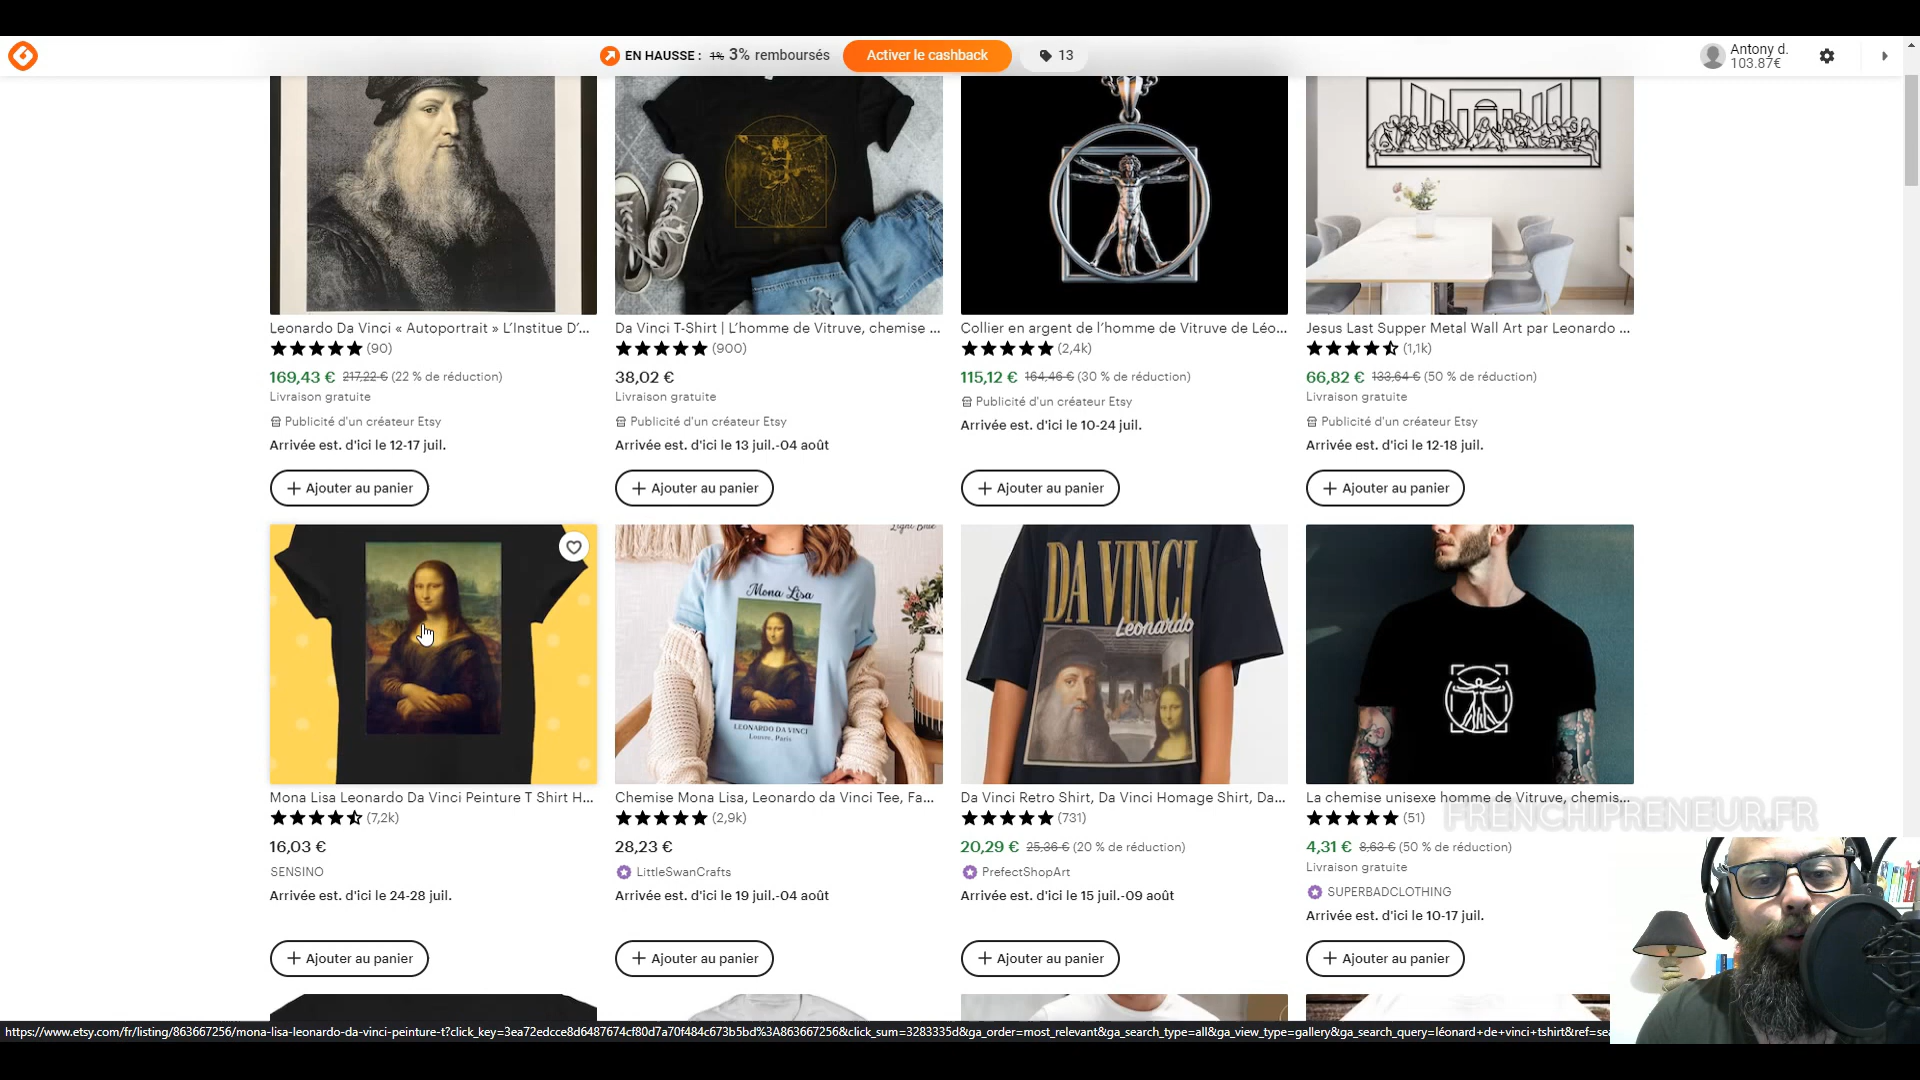 EN HAUSSE : 1% 3% remboursés
Activer le cashback
13
Antony d.
103.87€
Leonardo Da Vinci « Autoportrait » L'Institue D'...
(90)
169,43 € 217,22 € (22 % de réduction)
Livraison gratuite
Publicité d'un créateur Etsy
Arrivée est. d'ici le 12-17 juil.
Ajouter au panier
Da Vinci T-Shirt | L'homme de Vitruve, chemise ...
(900)
38,02 €
Livraison gratuite
Publicité d'un créateur Etsy
Arrivée est. d'ici le 13 juil.-04 août
Ajouter au panier
Collier en argent de l'homme de Vitruve de Léo...
(2,4k)
115,12 € 164,46 € (30 % de réduction)
Publicité d'un créateur Etsy
Arrivée est. d'ici le 10-24 juil.
Ajouter au panier
Jesus Last Supper Metal Wall Art par Leonardo ...
(1,1k)
66,82 € 133,64 € (50 % de réduction)
Livraison gratuite
Publicité d'un créateur Etsy
Arrivée est. d'ici le 12-18 juil.
Ajouter au panier
Mona Lisa Leonardo Da Vinci Peinture T Shirt H...
(7,2k)
16,03 €
SENSINO
Arrivée est. d'ici le 24-28 juil.
Ajouter au panier
Light Blue
Mona Lisa
LEONARDO DA VINCI
Louvre, Paris
Chemise Mona Lisa, Leonardo da Vinci Tee, Fa...
(2,9k)
28,23 €
LittleSwanCrafts
Arrivée est. d'ici le 19 juil.-04 août
Ajouter au panier
DA VINCI
Leonardo
Da Vinci Retro Shirt, Da Vinci Homage Shirt, Da...
(731)
20,29 € 25,36 € (20 % de réduction)
PrefectShopArt
Arrivée est. d'ici le 15 juil.-09 août
Ajouter au panier
La chemise unisexe homme de Vitruve, chemis...
(51)
4,31 € 8,63 € (50 % de réduction)
Livraison gratuite
SUPERBADCLOTHING
Arrivée est. d'ici le 10-17 juil.
Ajouter au panier
FRENCHIPRENEUR.FR
https://www.etsy.com/fr/listing/863667256/mona-lisa-leonardo-da-vinci-peinture-t?click_key=3ea72edcce8d6487674cf80d7a70f484c673b5bd%3A863667256&click_sum=3283335d&ga_order=most_relevant&ga_search_type=all&ga_view_type=gallery&ga_search_query=léonard+de+vinci+tshirt&ref=sea